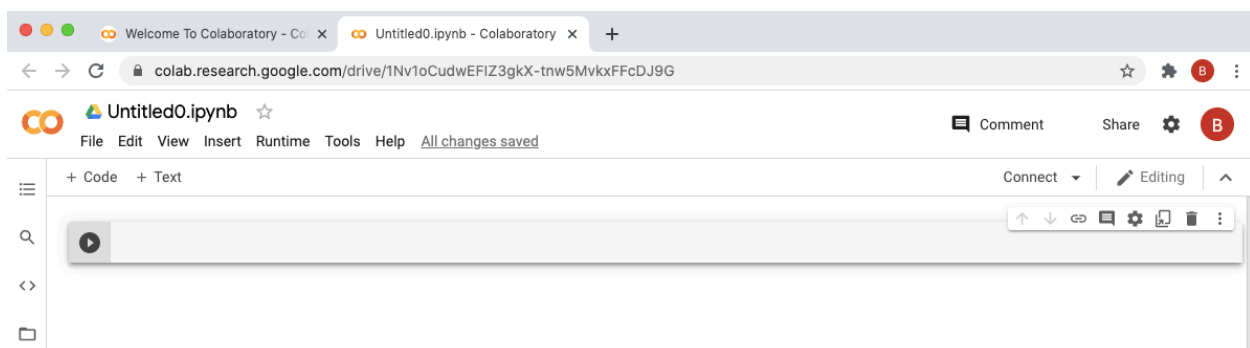 Welcome To Colaboratory - Co
Untitled0.ipynb - Colaboratory
colab.research.google.com/drive/1Nv1oCudwEFIZ3gkX-tnw5MvkxFFcDJ9G
B
Untitled0.ipynb
File Edit View Insert Runtime Tools Help All changes saved
Comment Share B
+ Code + Text Connect Editing